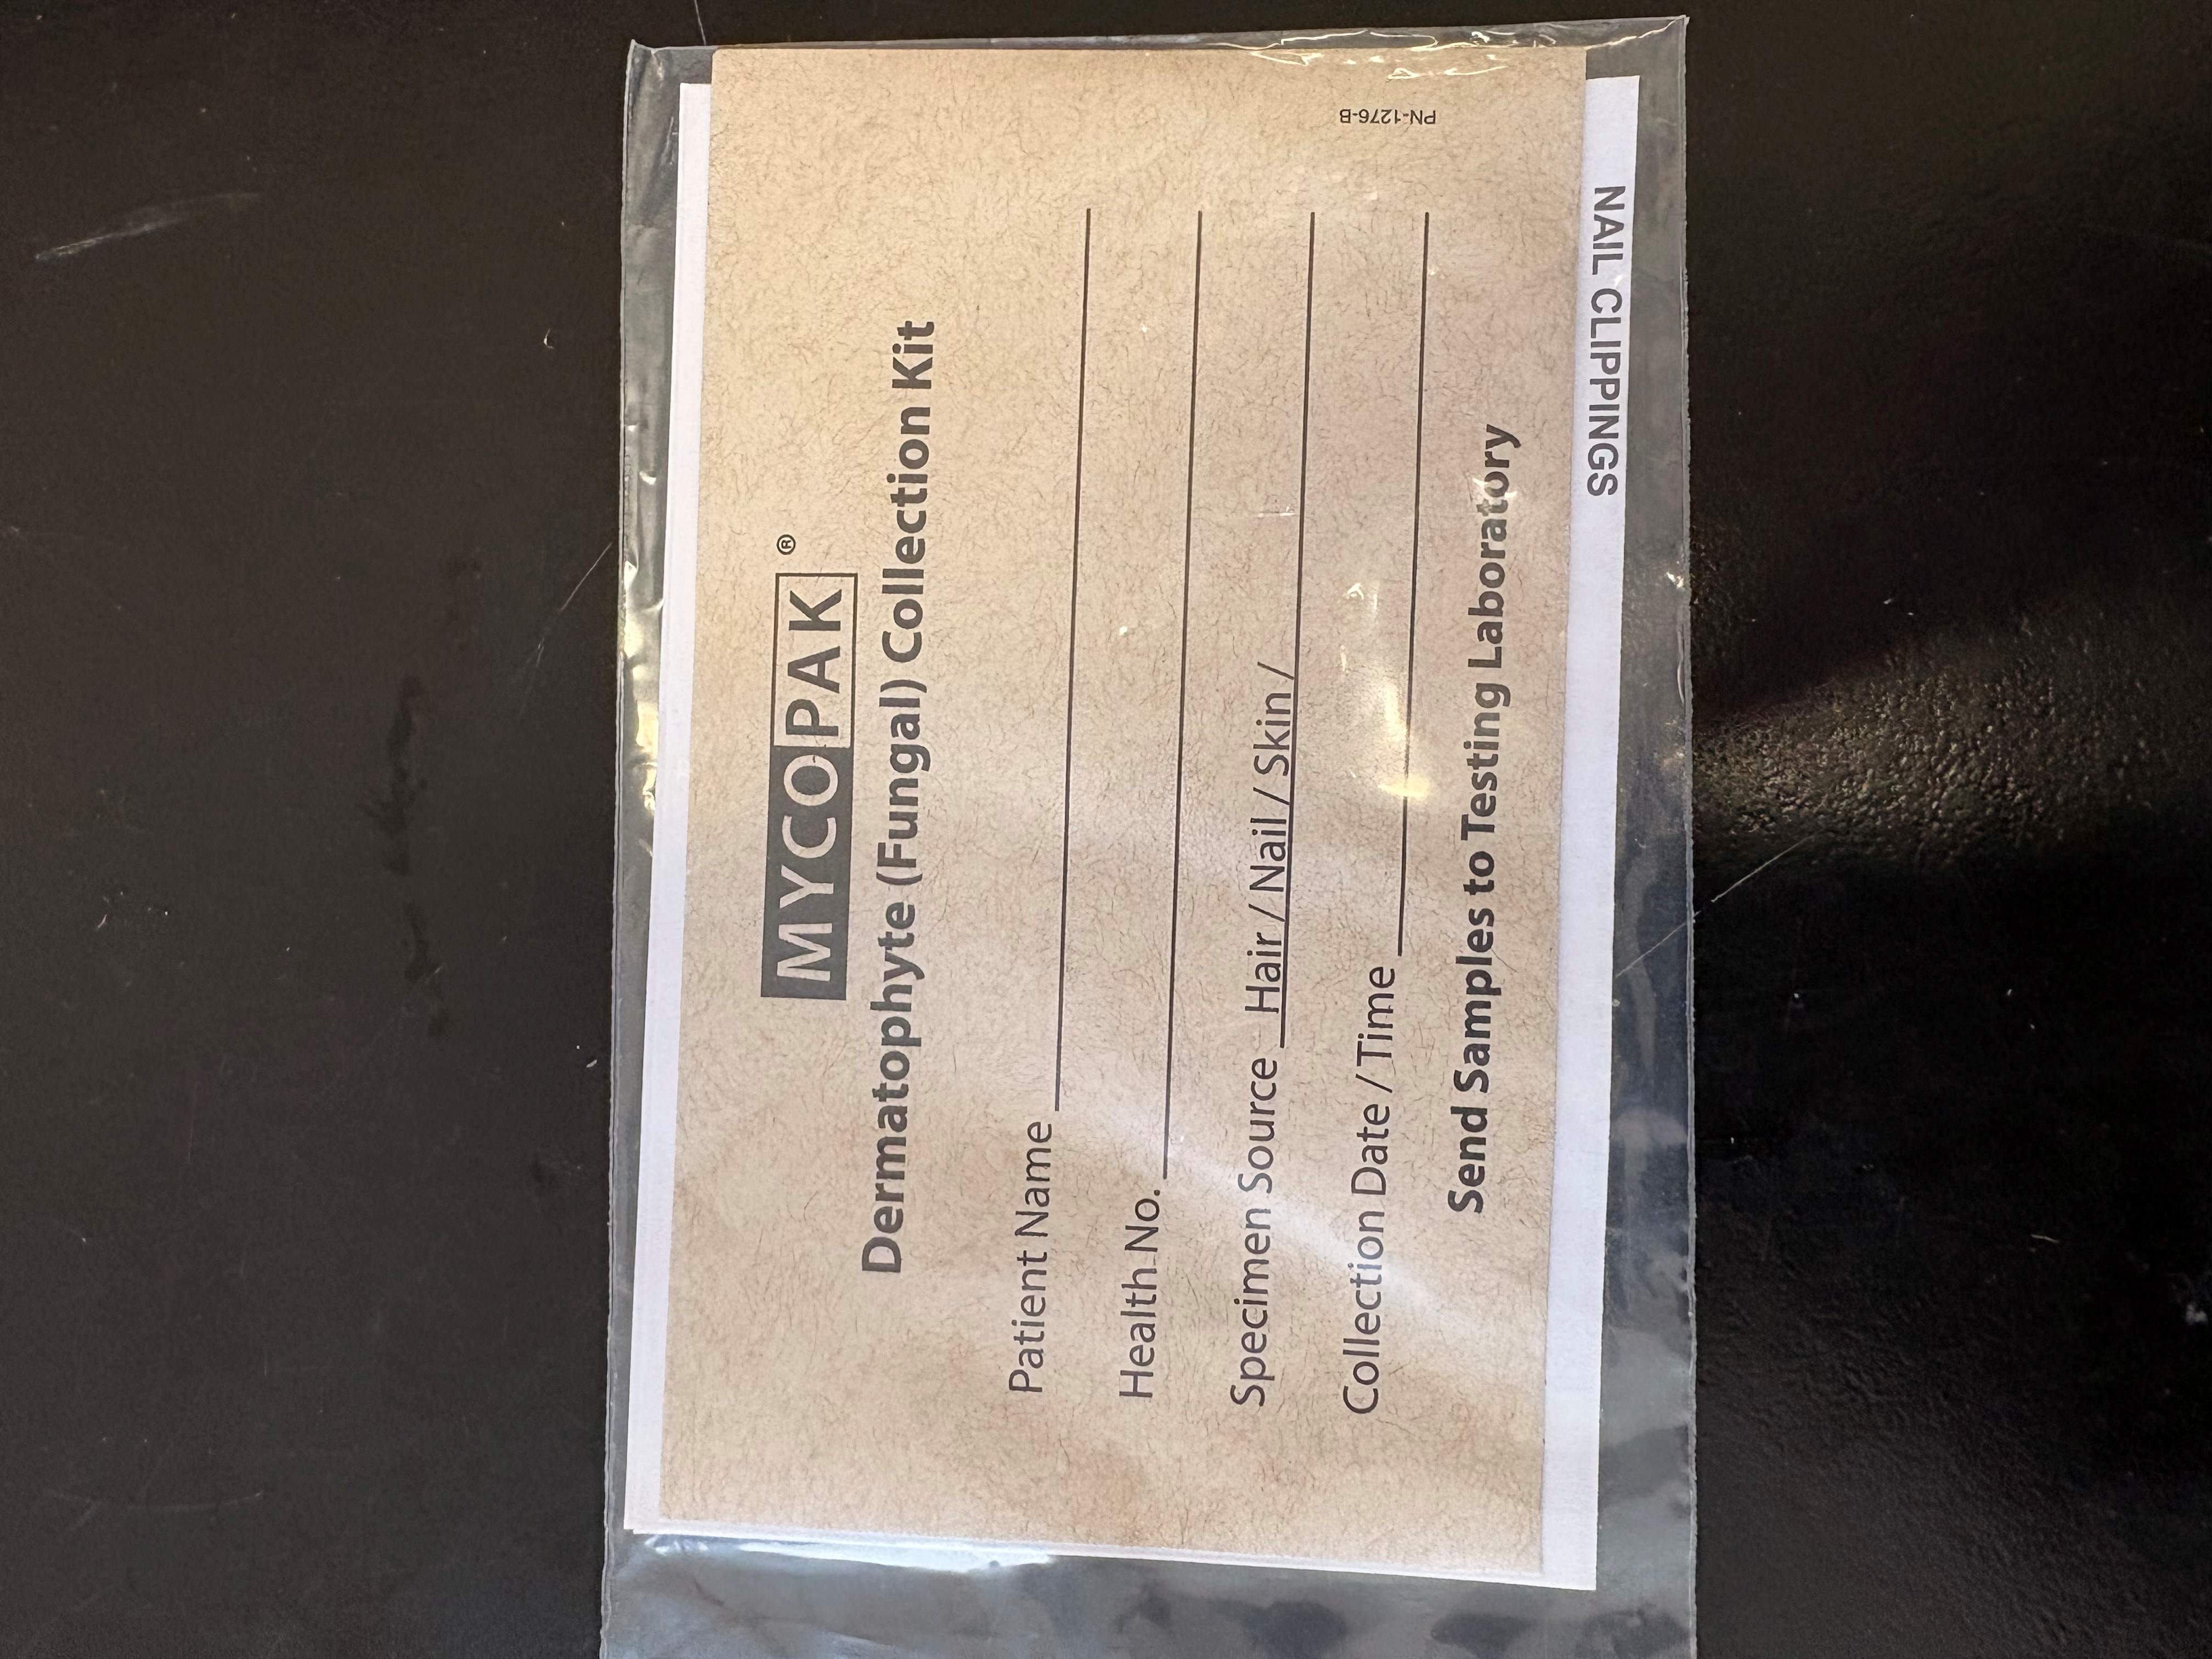 MYCOPAK®
Dermatophyte (Fungal) Collection Kit
Patient Name
Health No.
Specimen Source Hair / Nail / Skin /
Collection Date / Time
Send Samples to Testing Laboratory
PN-1276-B
NAIL CLIPPINGS